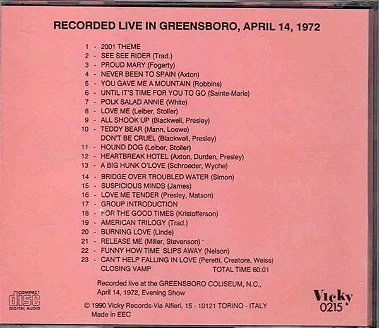 RECORDED LIVE IN GREENSBORO, APRIL 14, 1972
1 - 2001 THEME
2 - SEE SEE RIDER (Trad.)
3 - PROUD MARY (Fogerty)
4 - NEVER BEEN TO SPAIN (Axton)
5 - YOU GAVE ME A MOUNTAIN (Robbins)
6 - UNTIL IT'S TIME FOR YOU TO GO (Sainte-Marie)
7 - POLK SALAD ANNIE (White)
8 - LOVE ME (Leiber, Stoller)
9 - ALL SHOOK UP (Blackwell, Presley)
10 - TEDDY BEAR (Mann, Loewe)
DON'T BE CRUEL (Blackwell, Presley)
11 - HOUND DOG (Leiber, Stoller)
12 - HEARTBREAK HOTEL (Axton, Durden, Presley)
13 - A BIG HUNK O'LOVE (Schroeder, Wyche)
14 - BRIDGE OVER TROUBLED WATER (Simon)
15 - SUSPICIOUS MINDS (James)
16 - LOVE ME TENDER (Presley, Matson)
17 - GROUP INTRODUCTION
18 - FOR THE GOOD TIMES (Kristofferson)
19 - AMERICAN TRILOGY (Trad.)
20 - BURNING LOVE (Linde)
21 - RELEASE ME (Miller, Stevenson)
22 - FUNNY HOW TIME SLIPS AWAY (Nelson)
23 - CAN'T HELP FALLING IN LOVE (Peretti, Creatore, Weiss)
CLOSING VAMP TOTAL TIME 60:01
Recorded live at the GREENSBORO COLISEUM, N.C.,
April 14, 1972, Evening Show
COMPACT
disc
DIGITAL AUDIO
© 1990 Vicky Records-Via Alfieri, 15 - 10121 TORINO - ITALY
Made in EEC
Vicky
0215